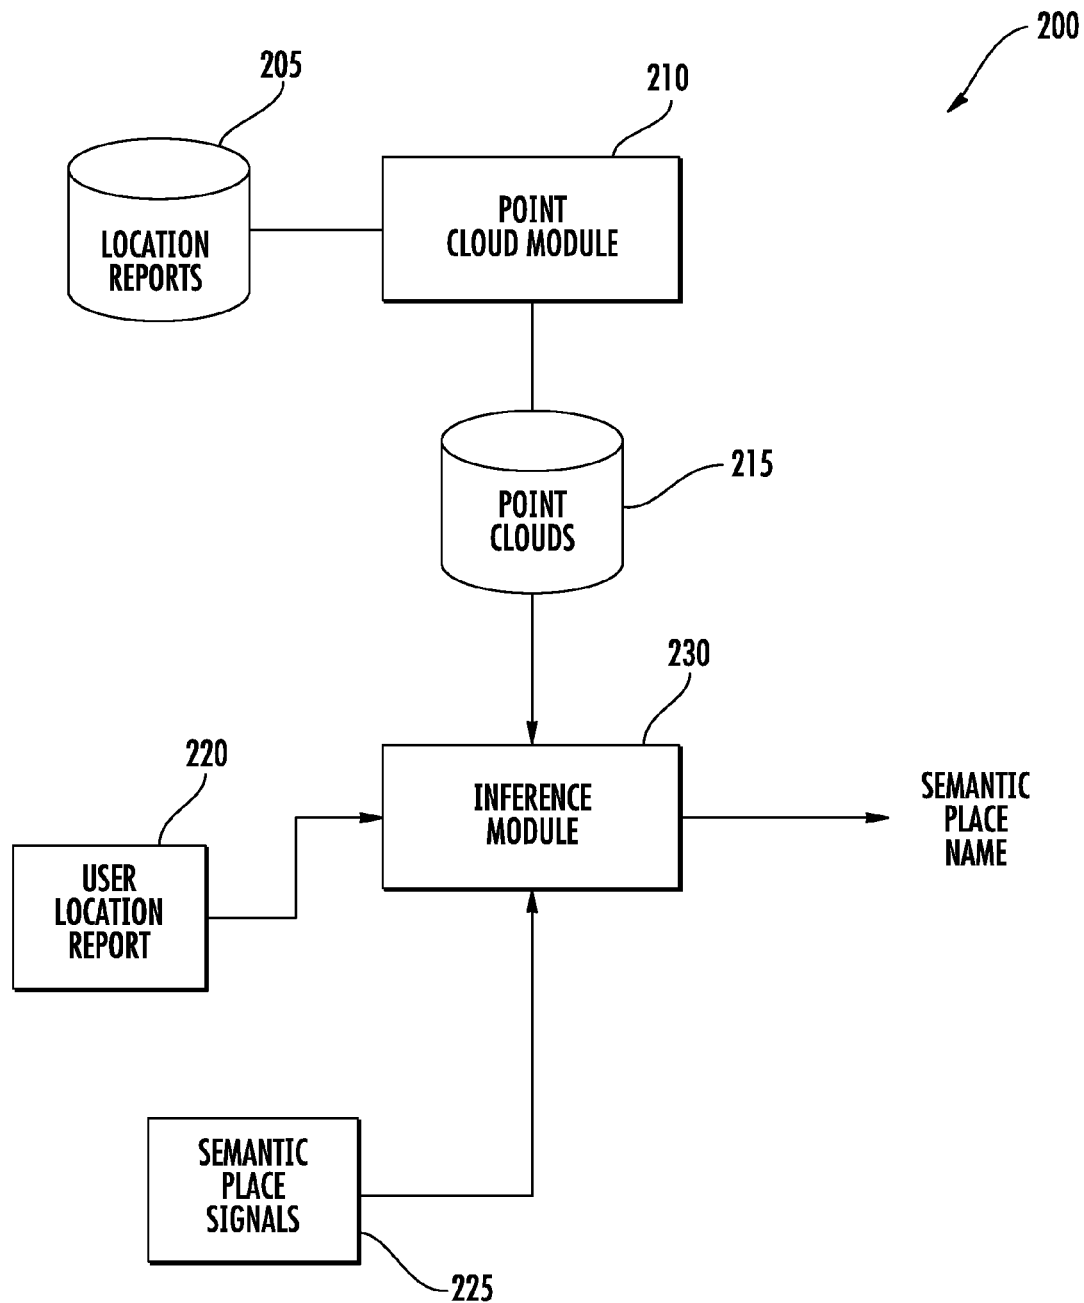 200
205
210
LOCATION
REPORTS
POINT
CLOUD MODULE
215
POINT
CLOUDS
230
220
INFERENCE
MODULE
SEMANTIC
PLACE
NAME
USER
LOCATION
REPORT
SEMANTIC
PLACE
SIGNALS
225